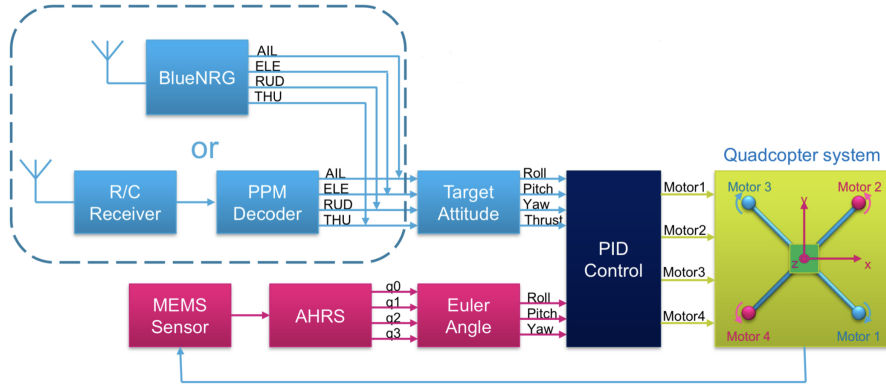 BlueNRG
AIL
ELE
RUD
THU
or
R/C
Receiver
PPM
Decoder
AIL
ELE
RUD
THU
Target
Attitude
Roll
Pitch
Yaw
Thrust
PID
Control
Motor1
Motor2
Motor3
Motor4
Quadcopter system
Motor 3
Motor 2
y
z
x
Motor 4
Motor 1
MEMS
Sensor
AHRS
q0
q1
q2
q3
Euler
Angle
Roll
Pitch
Yaw